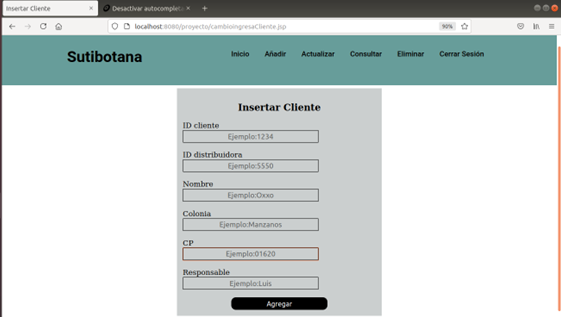 Insertar Cliente
Desactivar autocompleta
localhost:8080/proyecto/cambioingresaCliente.jsp
90%
Sutibotana
Inicio Añadir Actualizar Consultar Eliminar Cerrar Sesión
Insertar Cliente
ID cliente
Ejemplo:1234
ID distribuidora
Ejemplo:5550
Nombre
Ejemplo:Oxxo
Colonia
Ejemplo:Manzanos
CP
Ejemplo:01620
Responsable
Ejemplo:Luis
Agregar